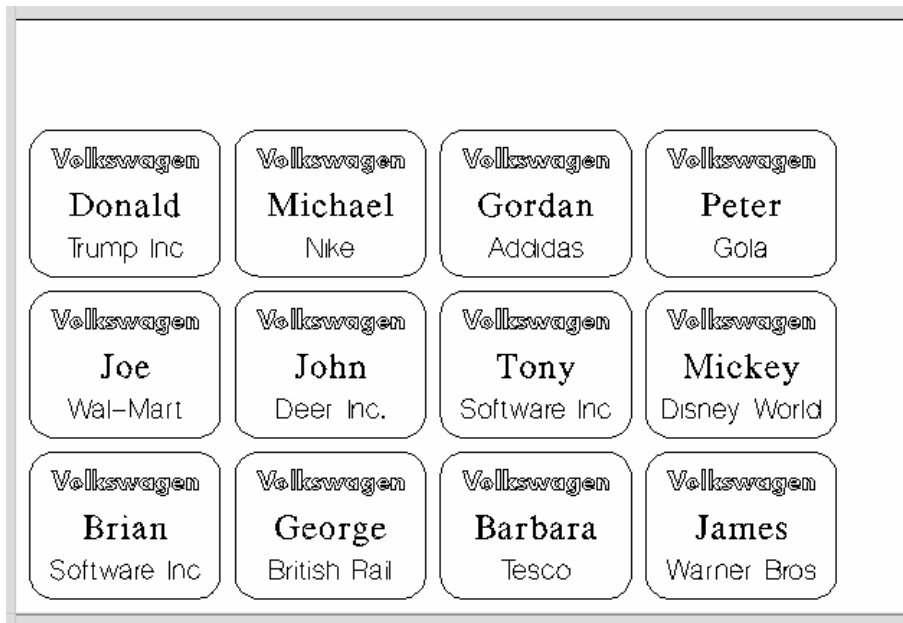 Volkswagen
Donald
Trump Inc
Volkswagen
Michael
Nike
Volkswagen
Gordan
Addidas
Volkswagen
Peter
Gola
Volkswagen
Joe
Wal-Mart
Volkswagen
John
Deer Inc.
Volkswagen
Tony
Software Inc
Volkswagen
Mickey
Disney World
Volkswagen
Brian
Software Inc
Volkswagen
George
British Rail
Volkswagen
Barbara
Tesco
Volkswagen
James
Warner Bros